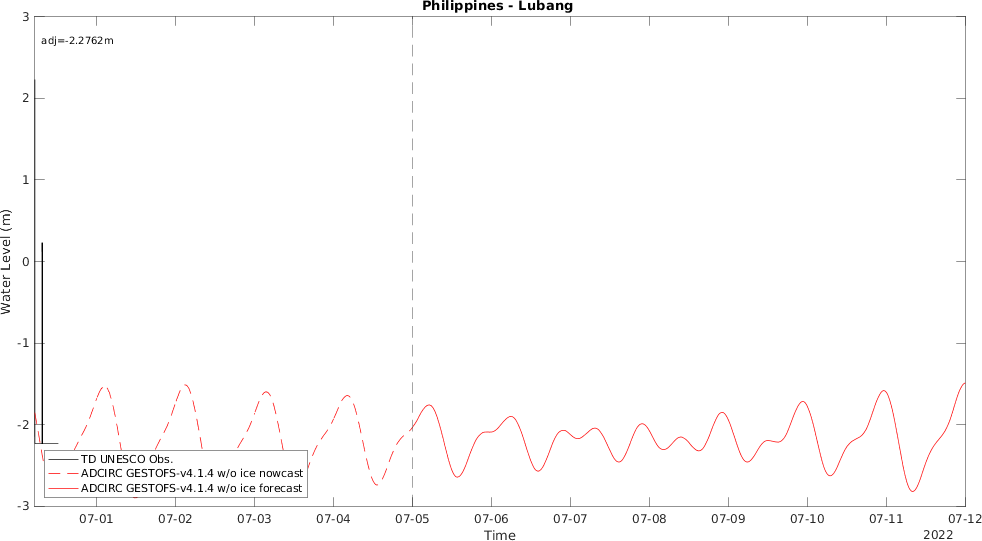 Philippines - Lubang
adj=-2.2762m
3
2
1
0
-1
-2
-3
Water Level (m)
TD UNESCO Obs.
ADCIRC GESTOFS-v4.1.4 w/o ice nowcast
ADCIRC GESTOFS-v4.1.4 w/o ice forecast
07-01 07-02 07-03 07-04 07-05 07-06 07-07 07-08 07-09 07-10 07-11 07-12
Time
2022